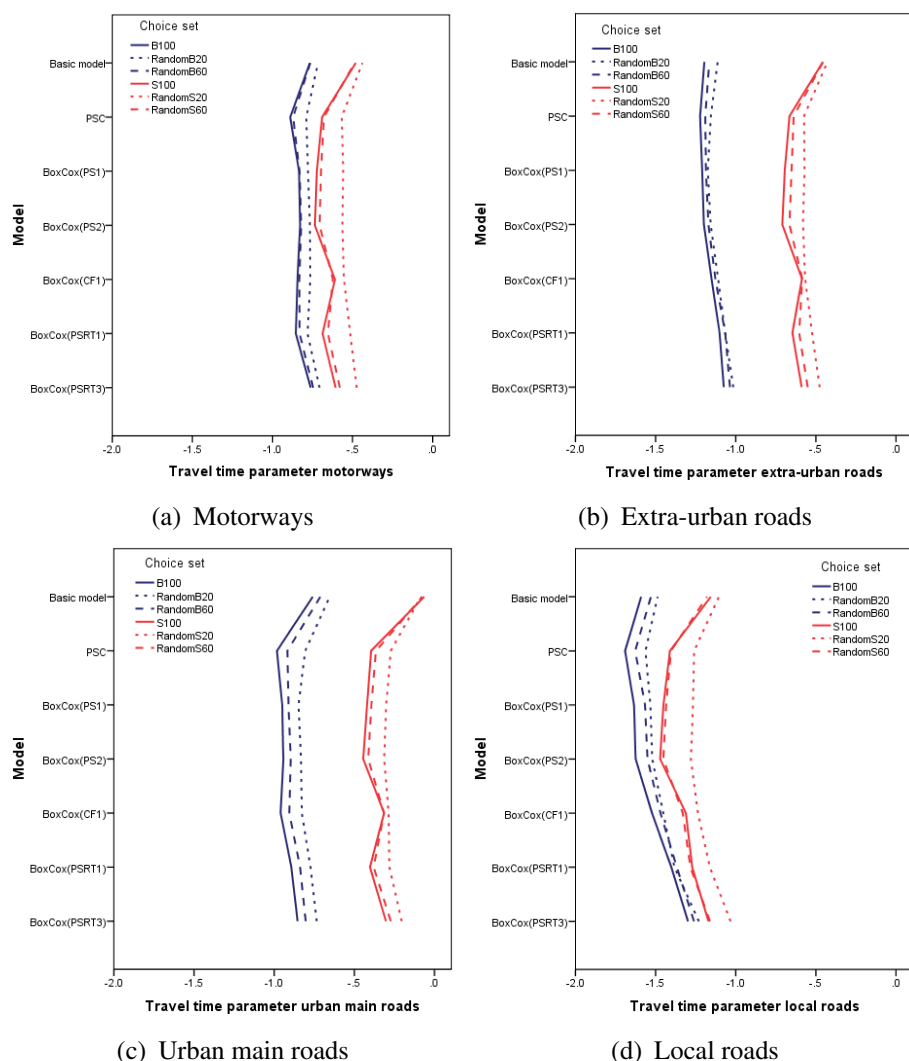 Choice set
B100
RandomB20
RandomB60
S100
RandomS20
RandomS60
Model
Basic model
PSC
BoxCox(PS1)
BoxCox(PS2)
BoxCox(CF1)
BoxCox(PSRT1)
BoxCox(PSRT3)
-2.0 -1.5 -1.0 -.5 .0
Travel time parameter motorways
(a) Motorways
Choice set
B100
RandomB20
RandomB60
S100
RandomS20
RandomS60
Model
Basic model
PSC
BoxCox(PS1)
BoxCox(PS2)
BoxCox(CF1)
BoxCox(PSRT1)
BoxCox(PSRT3)
-2.0 -1.5 -1.0 -.5 .0
Travel time parameter extra-urban roads
(b) Extra-urban roads
Choice set
B100
RandomB20
RandomB60
S100
RandomS20
RandomS60
Model
Basic model
PSC
BoxCox(PS1)
BoxCox(PS2)
BoxCox(CF1)
BoxCox(PSRT1)
BoxCox(PSRT3)
-2.0 -1.5 -1.0 -.5 .0
Travel time parameter urban main roads
(c) Urban main roads
Choice set
B100
RandomB20
RandomB60
S100
RandomS20
RandomS60
Model
Basic model
PSC
BoxCox(PS1)
BoxCox(PS2)
BoxCox(CF1)
BoxCox(PSRT1)
BoxCox(PSRT3)
-2.0 -1.5 -1.0 -.5 .0
Travel time parameter local roads
(d) Local roads